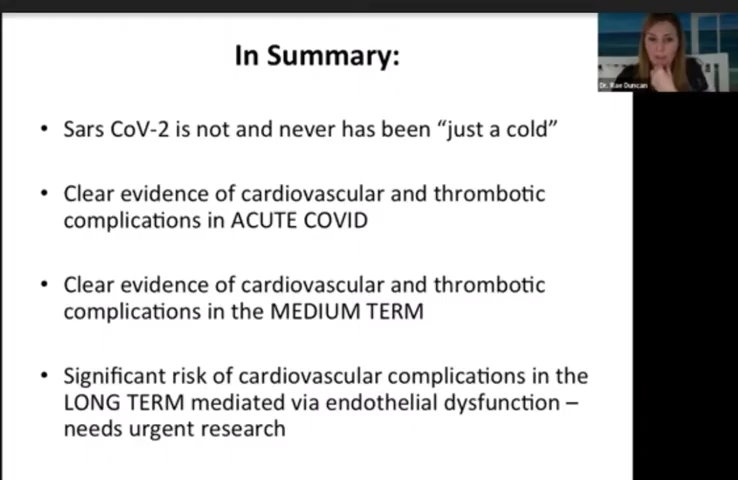 In Summary:
Dr. Rae Duncan
• Sars CoV-2 is not and never has been “just a cold”
• Clear evidence of cardiovascular and thrombotic
complications in ACUTE COVID
• Clear evidence of cardiovascular and thrombotic
complications in the MEDIUM TERM
• Significant risk of cardiovascular complications in the
LONG TERM mediated via endothelial dysfunction –
needs urgent research